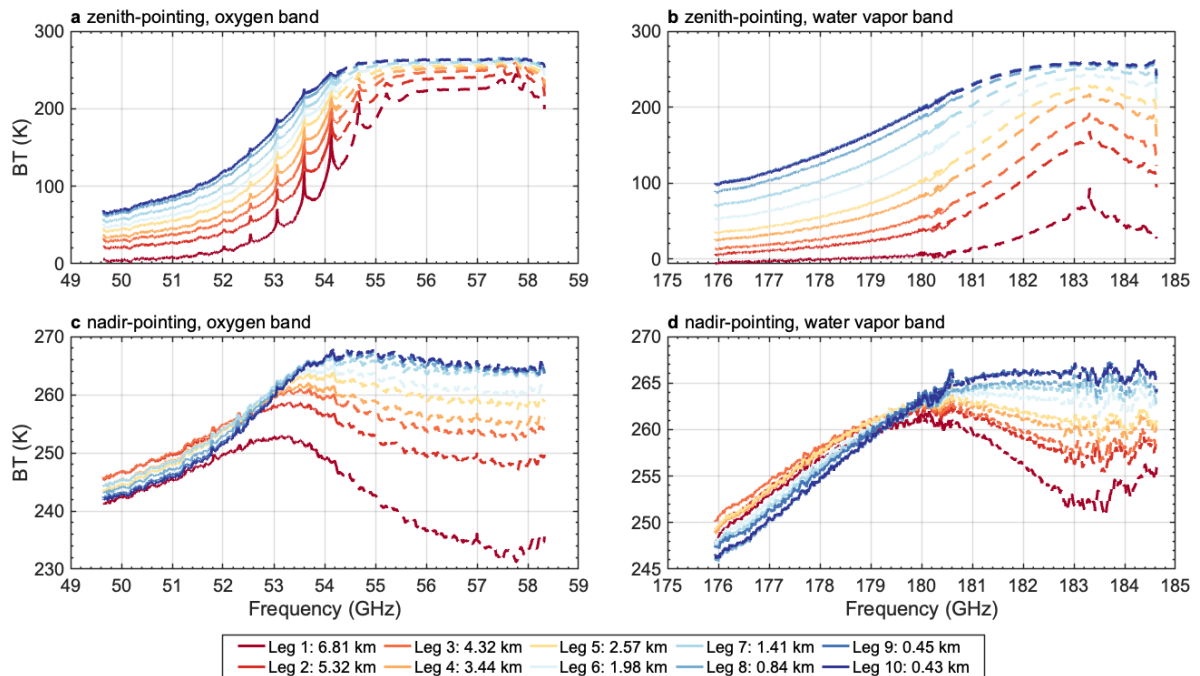 a zenith-pointing, oxygen band
b zenith-pointing, water vapor band
BT (K)
300
200
100
0
49 50 51 52 53 54 55 56 57 58 59
BT (K)
300
200
100
0
175 176 177 178 179 180 181 182 183 184 185
c nadir-pointing, oxygen band
d nadir-pointing, water vapor band
BT (K)
270
260
250
240
230
49 50 51 52 53 54 55 56 57 58 59
Frequency (GHz)
BT (K)
270
265
260
255
250
245
175 176 177 178 179 180 181 182 183 184 185
Frequency (GHz)
Leg 1: 6.81 km Leg 3: 4.32 km Leg 5: 2.57 km Leg 7: 1.41 km Leg 9: 0.45 km
Leg 2: 5.32 km Leg 4: 3.44 km Leg 6: 1.98 km Leg 8: 0.84 km Leg 10: 0.43 km